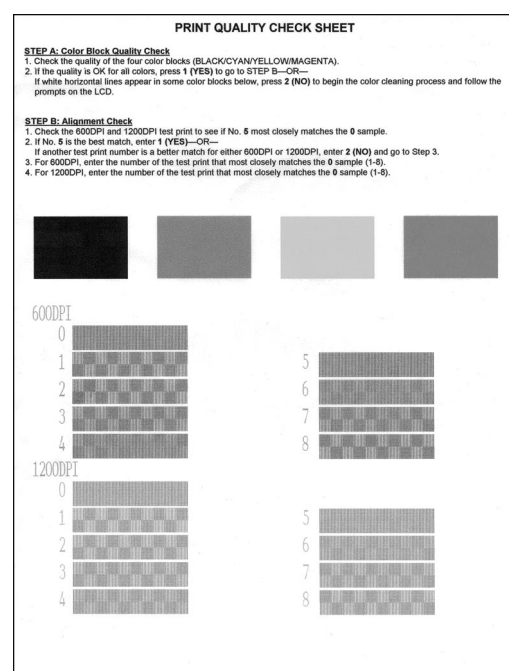 PRINT QUALITY CHECK SHEET
STEP A: Color Block Quality Check
1. Check the quality of the four color blocks (BLACK/CYAN/YELLOW/MAGENTA).
2. If the quality is OK for all colors, press 1 (YES) to go to STEP B—OR—
If white horizontal lines appear in some color blocks below, press 2 (NO) to begin the color cleaning process and follow the
prompts on the LCD.
STEP B: Alignment Check
1. Check the 600DPI and 1200DPI test print to see if No. 5 most closely matches the 0 sample.
2. If No. 5 is the best match, enter 1 (YES)—OR—
If another test print number is a better match for either 600DPI or 1200DPI, enter 2 (NO) and go to Step 3.
3. For 600DPI, enter the number of the test print that most closely matches the 0 sample (1-8).
4. For 1200DPI, enter the number of the test print that most closely matches the 0 sample (1-8).
600DPI
0
1
2
3
4
5
6
7
8
1200DPI
0
1
2
3
4
5
6
7
8